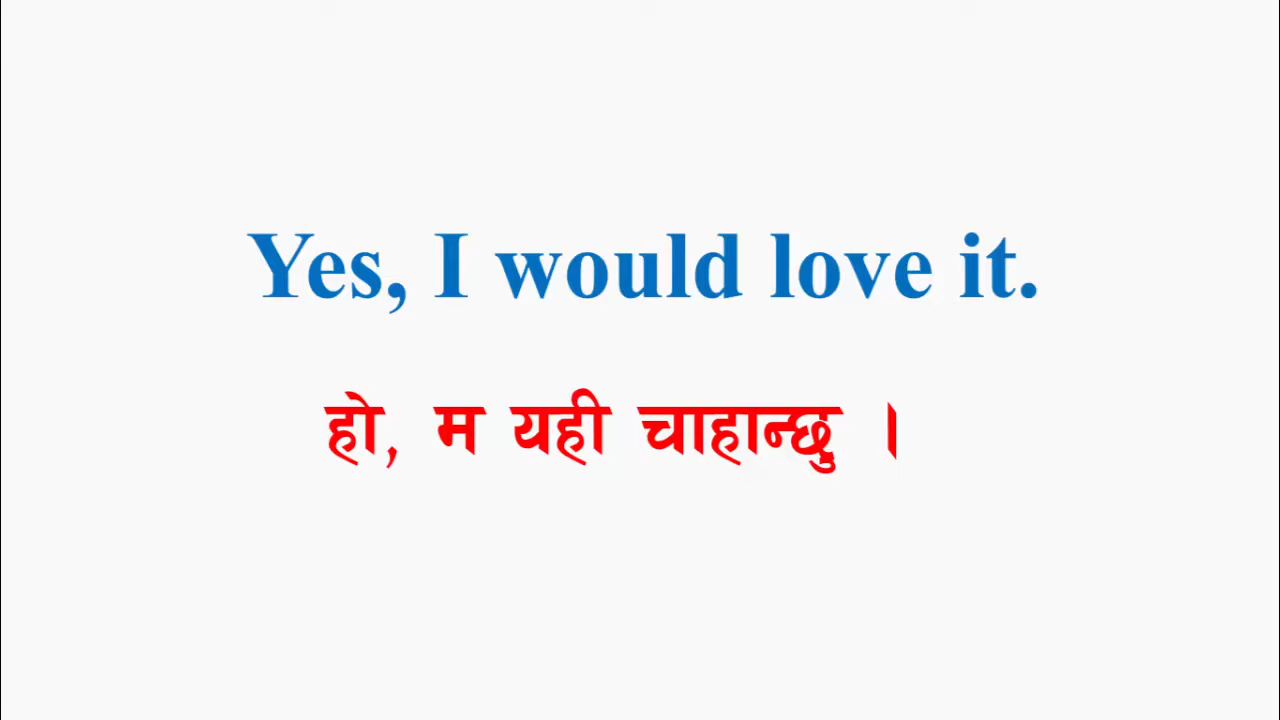 Yes, I would love it.
हो, म यही चाहान्छु ।